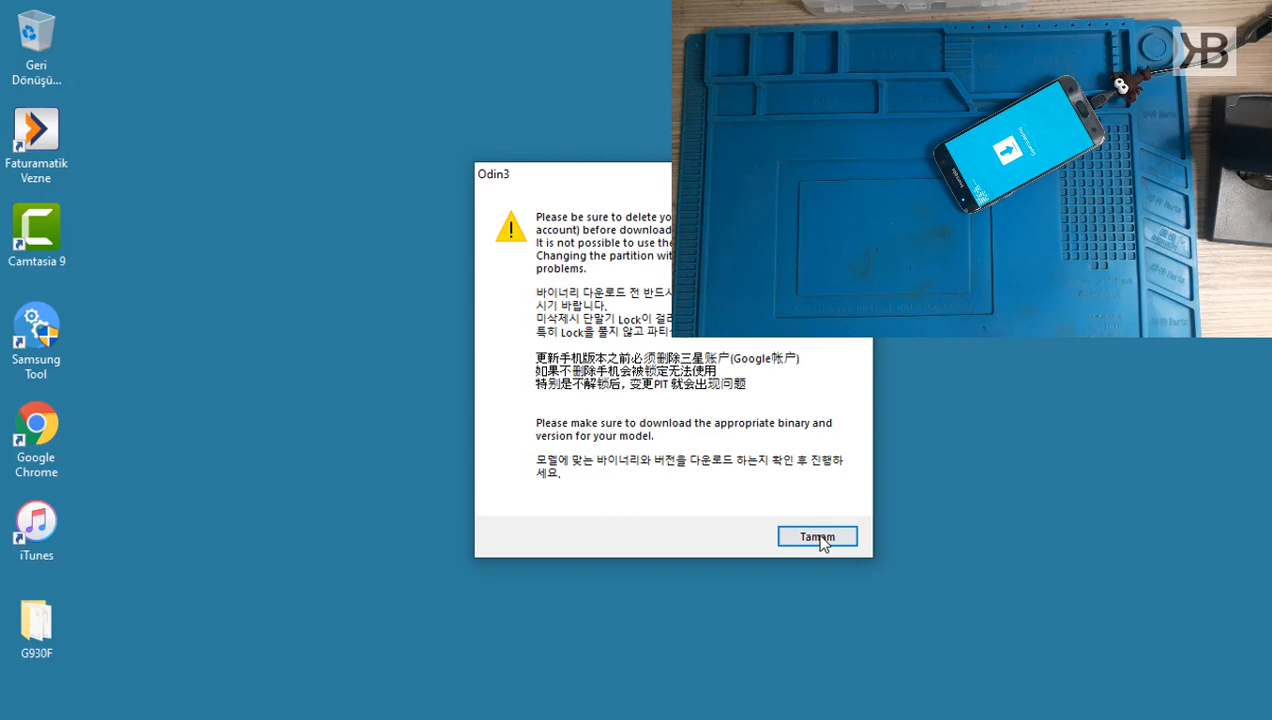 Geri
Dönüşü...
Faturamatik
Vezne
Camtasia 9
Samsung
Tool
Google
Chrome
iTunes
G930F
KB
Odin3
Please be sure to delete yo
account) before download
It is not possible to use the
Changing the partition wit
problems.
바이너리 다운로드 전 반드시
시기 바랍니다.
미삭제시 단말기 Lock이 걸려
특히 Lock을 풀지 않고 파티
更新手机版本之前必须删除三星账户(Google帐户)
如果不删除手机会被锁定无法使用
特别是不解锁后, 变更PIT 就会出现问题
Please make sure to download the appropriate binary and
version for your model.
모델에 맞는 바이너리와 버전을 다운로드 하는지 확인 후 진행하
세요.
Tamam